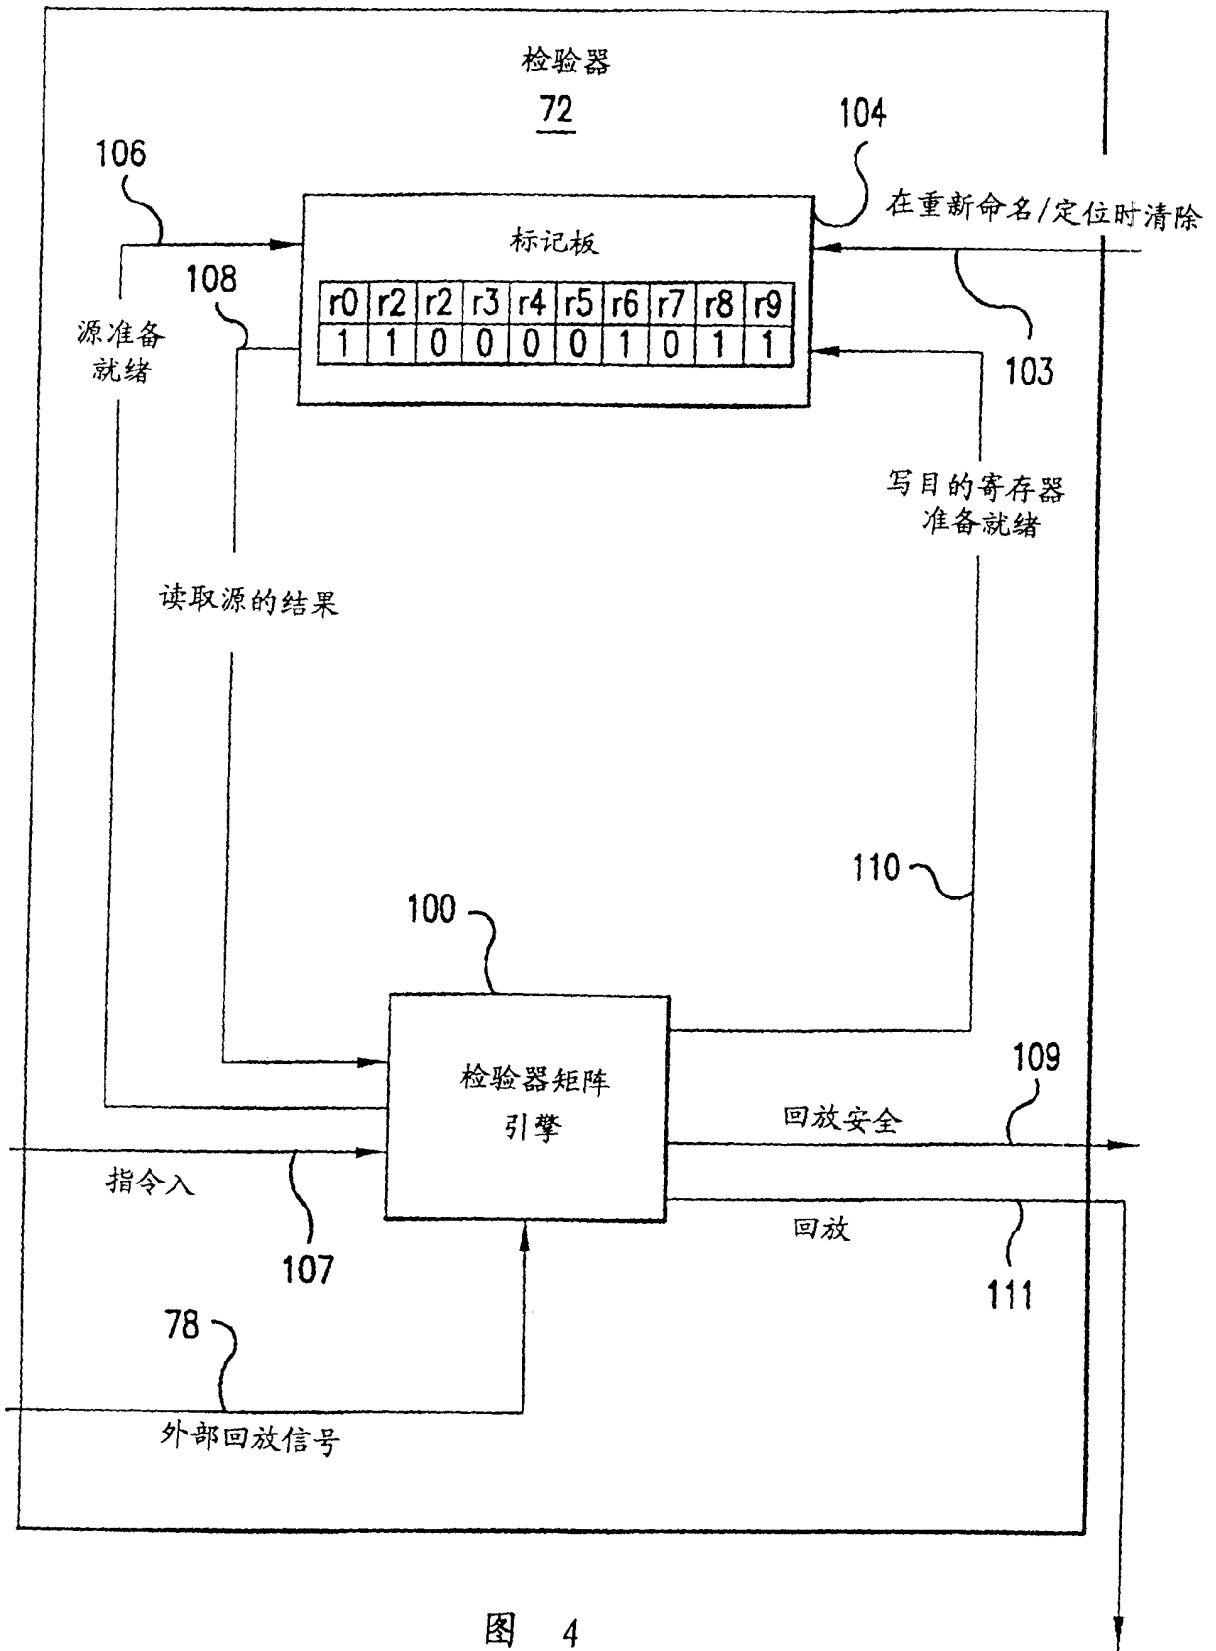 检验器
72
104
106
在重新命名/定位时清除
标记板
108
r0 r2 r2 r3 r4 r5 r6 r7 r8 r9
1 1 0 0 0 0 1 0 1 1
源准备
就绪
103
写目的寄存器
准备就绪
读取源的结果
110
100
检验器矩阵
引擎
109
回放安全
指令入
回放
107
111
78
外部回放信号
图 4